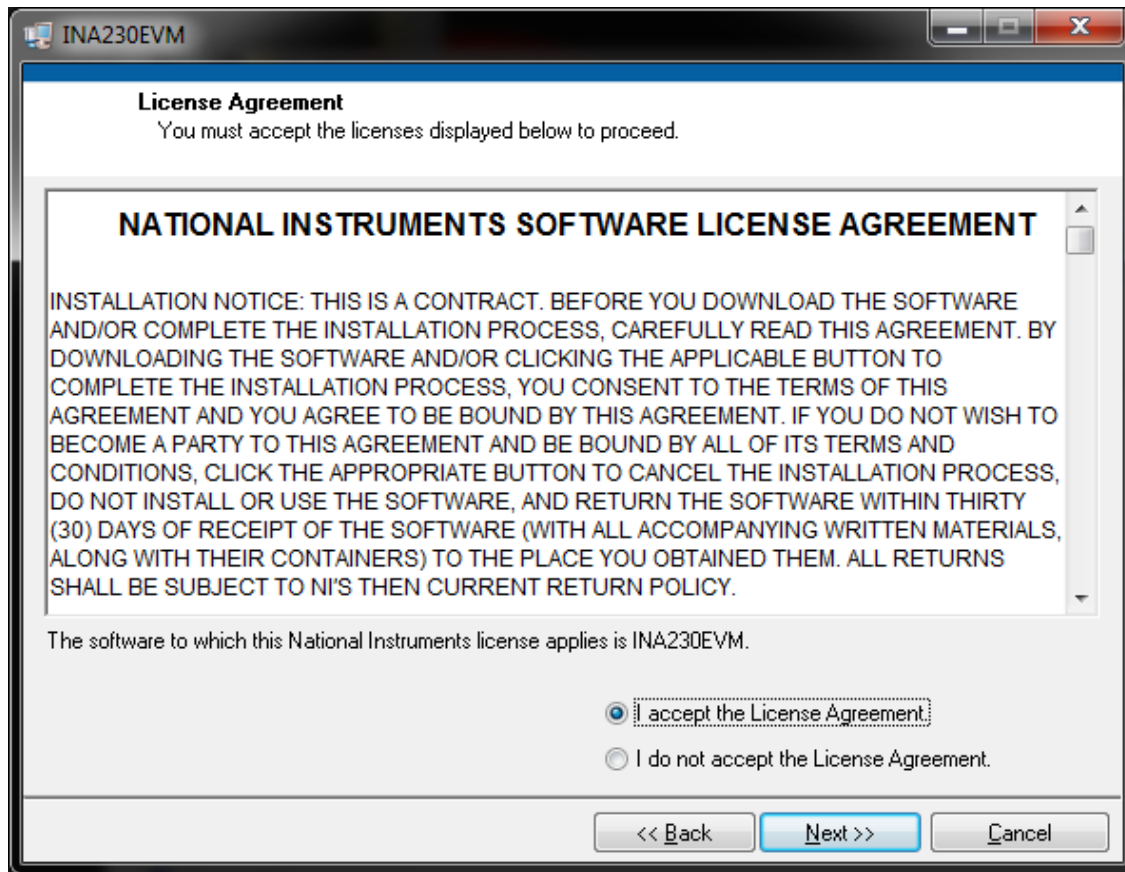 INA230EVM
License Agreement
You must accept the licenses displayed below to proceed.
NATIONAL INSTRUMENTS SOFTWARE LICENSE AGREEMENT
INSTALLATION NOTICE: THIS IS A CONTRACT. BEFORE YOU DOWNLOAD THE SOFTWARE
AND/OR COMPLETE THE INSTALLATION PROCESS, CAREFULLY READ THIS AGREEMENT. BY
DOWNLOADING THE SOFTWARE AND/OR CLICKING THE APPLICABLE BUTTON TO
COMPLETE THE INSTALLATION PROCESS, YOU CONSENT TO THE TERMS OF THIS
AGREEMENT AND YOU AGREE TO BE BOUND BY THIS AGREEMENT. IF YOU DO NOT WISH TO
BECOME A PARTY TO THIS AGREEMENT AND BE BOUND BY ALL OF ITS TERMS AND
CONDITIONS, CLICK THE APPROPRIATE BUTTON TO CANCEL THE INSTALLATION PROCESS,
DO NOT INSTALL OR USE THE SOFTWARE, AND RETURN THE SOFTWARE WITHIN THIRTY
(30) DAYS OF RECEIPT OF THE SOFTWARE (WITH ALL ACCOMPANYING WRITTEN MATERIALS,
ALONG WITH THEIR CONTAINERS) TO THE PLACE YOU OBTAINED THEM. ALL RETURNS
SHALL BE SUBJECT TO NI'S THEN CURRENT RETURN POLICY.
The software to which this National Instruments license applies is INA230EVM.
I accept the License Agreement.
I do not accept the License Agreement.
<< Back Next >> Cancel